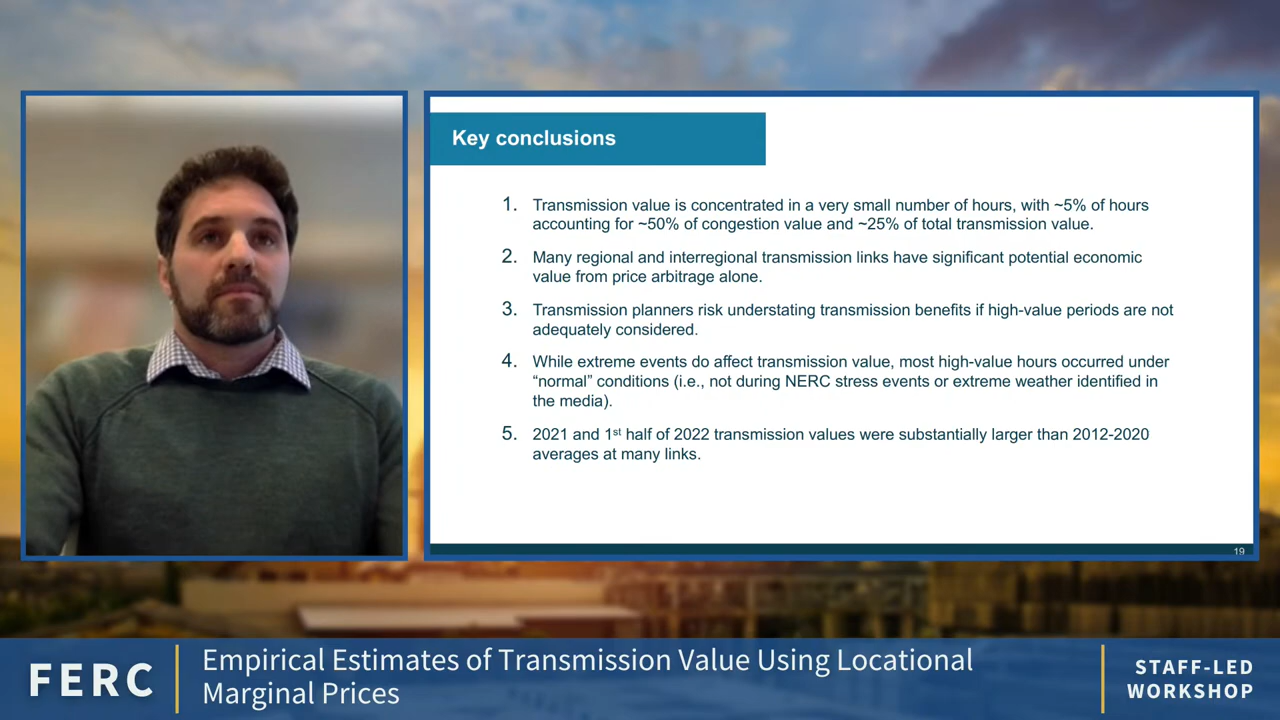 Key conclusions
1. Transmission value is concentrated in a very small number of hours, with ~5% of hours
accounting for ~50% of congestion value and ~25% of total transmission value.
2. Many regional and interregional transmission links have significant potential economic
value from price arbitrage alone.
3. Transmission planners risk understating transmission benefits if high-value periods are not
adequately considered.
4. While extreme events do affect transmission value, most high-value hours occurred under
“normal” conditions (i.e., not during NERC stress events or extreme weather identified in
the media).
5. 2021 and 1st half of 2022 transmission values were substantially larger than 2012-2020
averages at many links.
19
FERC
Empirical Estimates of Transmission Value Using Locational
Marginal Prices
STAFF-LED
WORKSHOP